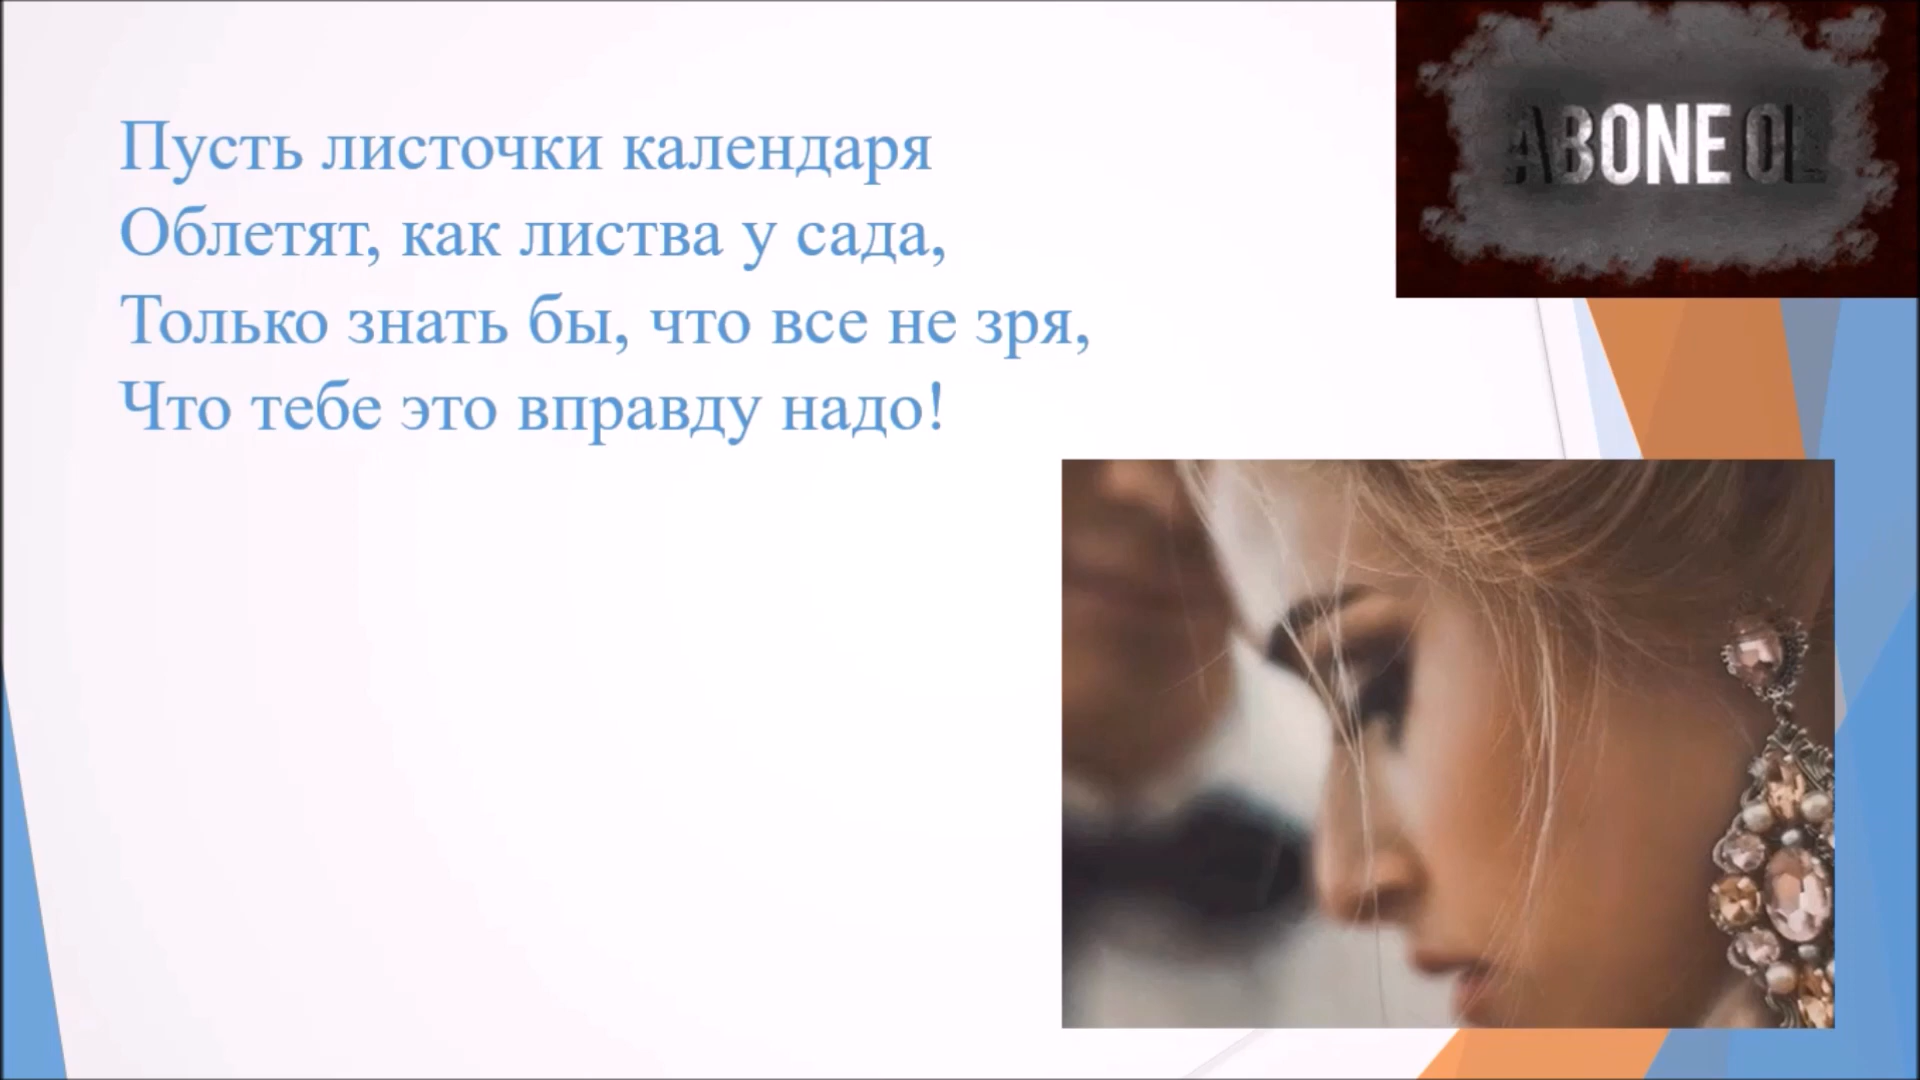 Пусть листочки календаря
Облетят, как листва у сада,
Только знать бы, что все не зря,
Что тебе это вправду надо!
ABONE OL